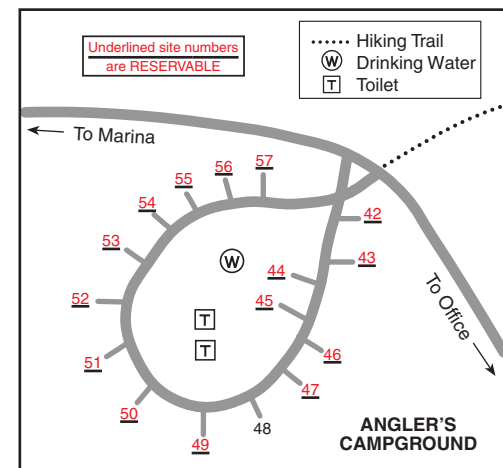 Underlined site numbers
are RESERVABLE
Hiking Trail
W Drinking Water
T Toilet
To Marina
57
56
55
54
42
53
43
44
W
52
45
T
To Office
T
46
51
47
50
49
48
ANGLER'S
CAMPGROUND